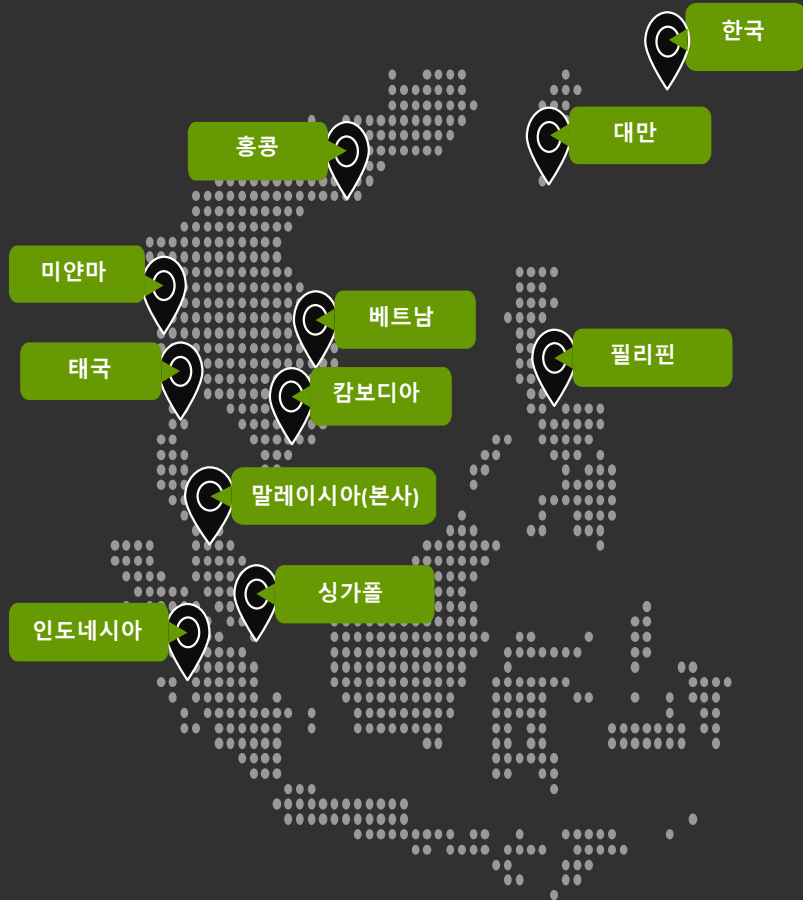 한국
대만
홍콩
미얀마
베트남
필리핀
태국
캄보디아
말레이시아(본사)
싱가폴
인도네시아